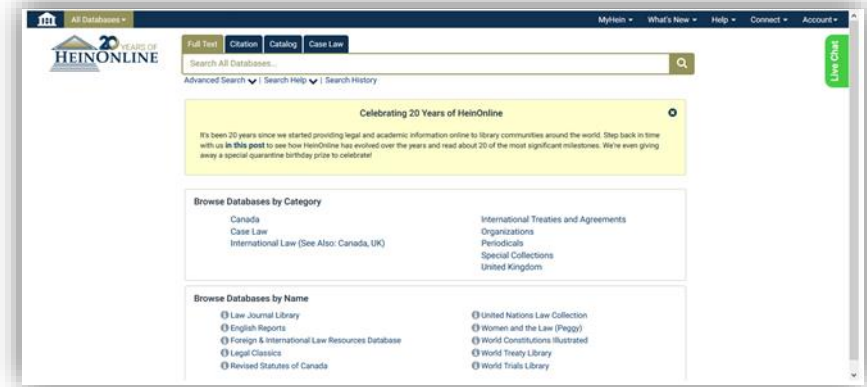 All Databases
MyHein
What's New
Help
Connect
Account
20 YEARS OF
HEINONLINE
Full Text
Citation
Catalog
Case Law
Search All Databases...
Advanced Search | Search Help | Search History
Live Chat
Celebrating 20 Years of HeinOnline
It's been 20 years since we started providing legal and academic information online to library communities around the world. Step back in time
with us in this post to see how HeinOnline has evolved over the years and read about 20 of the most significant milestones. We're even giving
away a special quarantine birthday prize to celebrate!
Browse Databases by Category
Canada
Case Law
International Law (See Also: Canada, UK)
International Treaties and Agreements
Organizations
Periodicals
Special Collections
United Kingdom
Browse Databases by Name
Law Journal Library
English Reports
Foreign & International Law Resources Database
Legal Classics
Revised Statutes of Canada
United Nations Law Collection
Women and the Law (Peggy)
World Constitutions Illustrated
World Treaty Library
World Trials Library